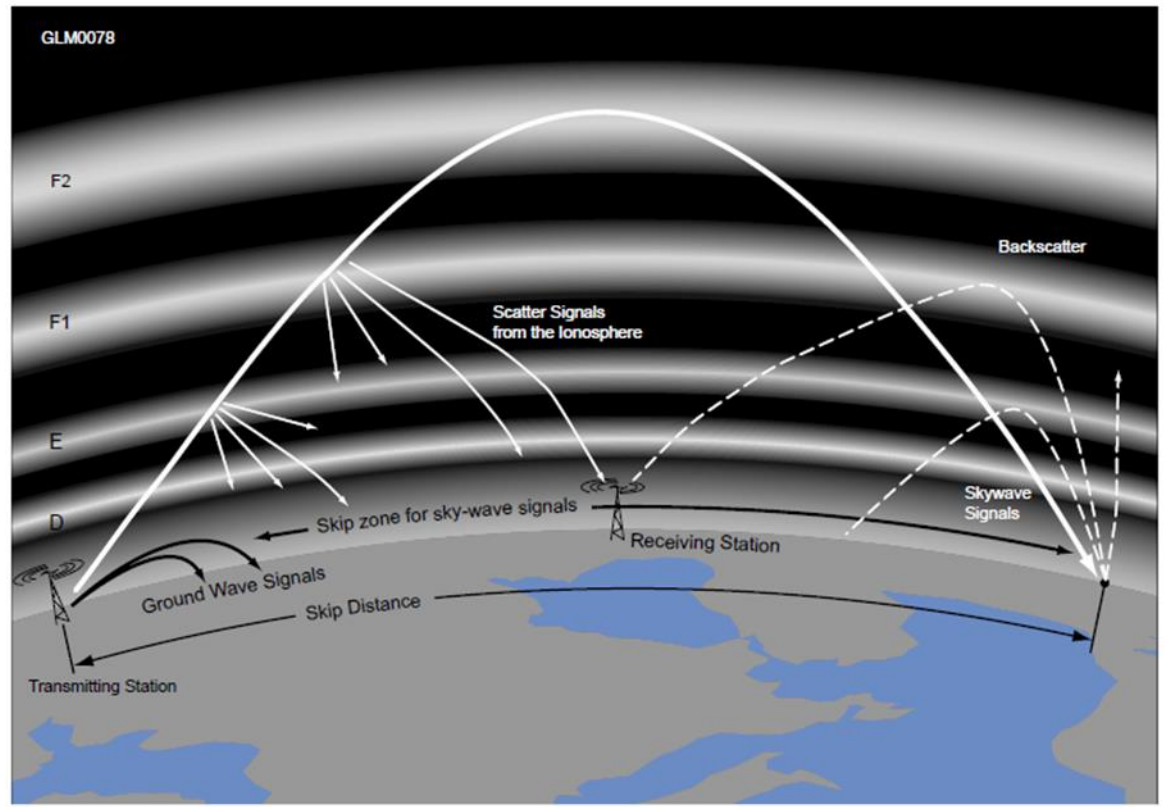 GLM0078
F2
Backscatter
F1
Scatter Signals
from the Ionosphere
E
Skywave
Signals
D
Skip zone for sky-wave signals
Receiving Station
Ground Wave Signals
Skip Distance
Transmitting Station